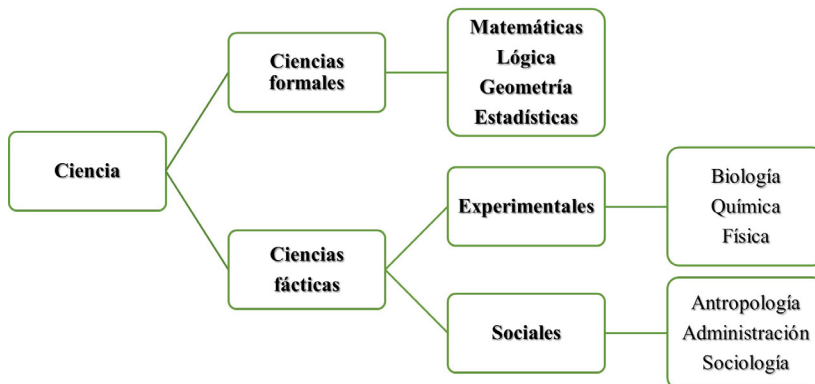 Ciencia
Ciencias
formales
Matemáticas
Lógica
Geometría
Estadísticas
Ciencias
fácticas
Experimentales
Biología
Química
Física
Sociales
Antropología
Administración
Sociología